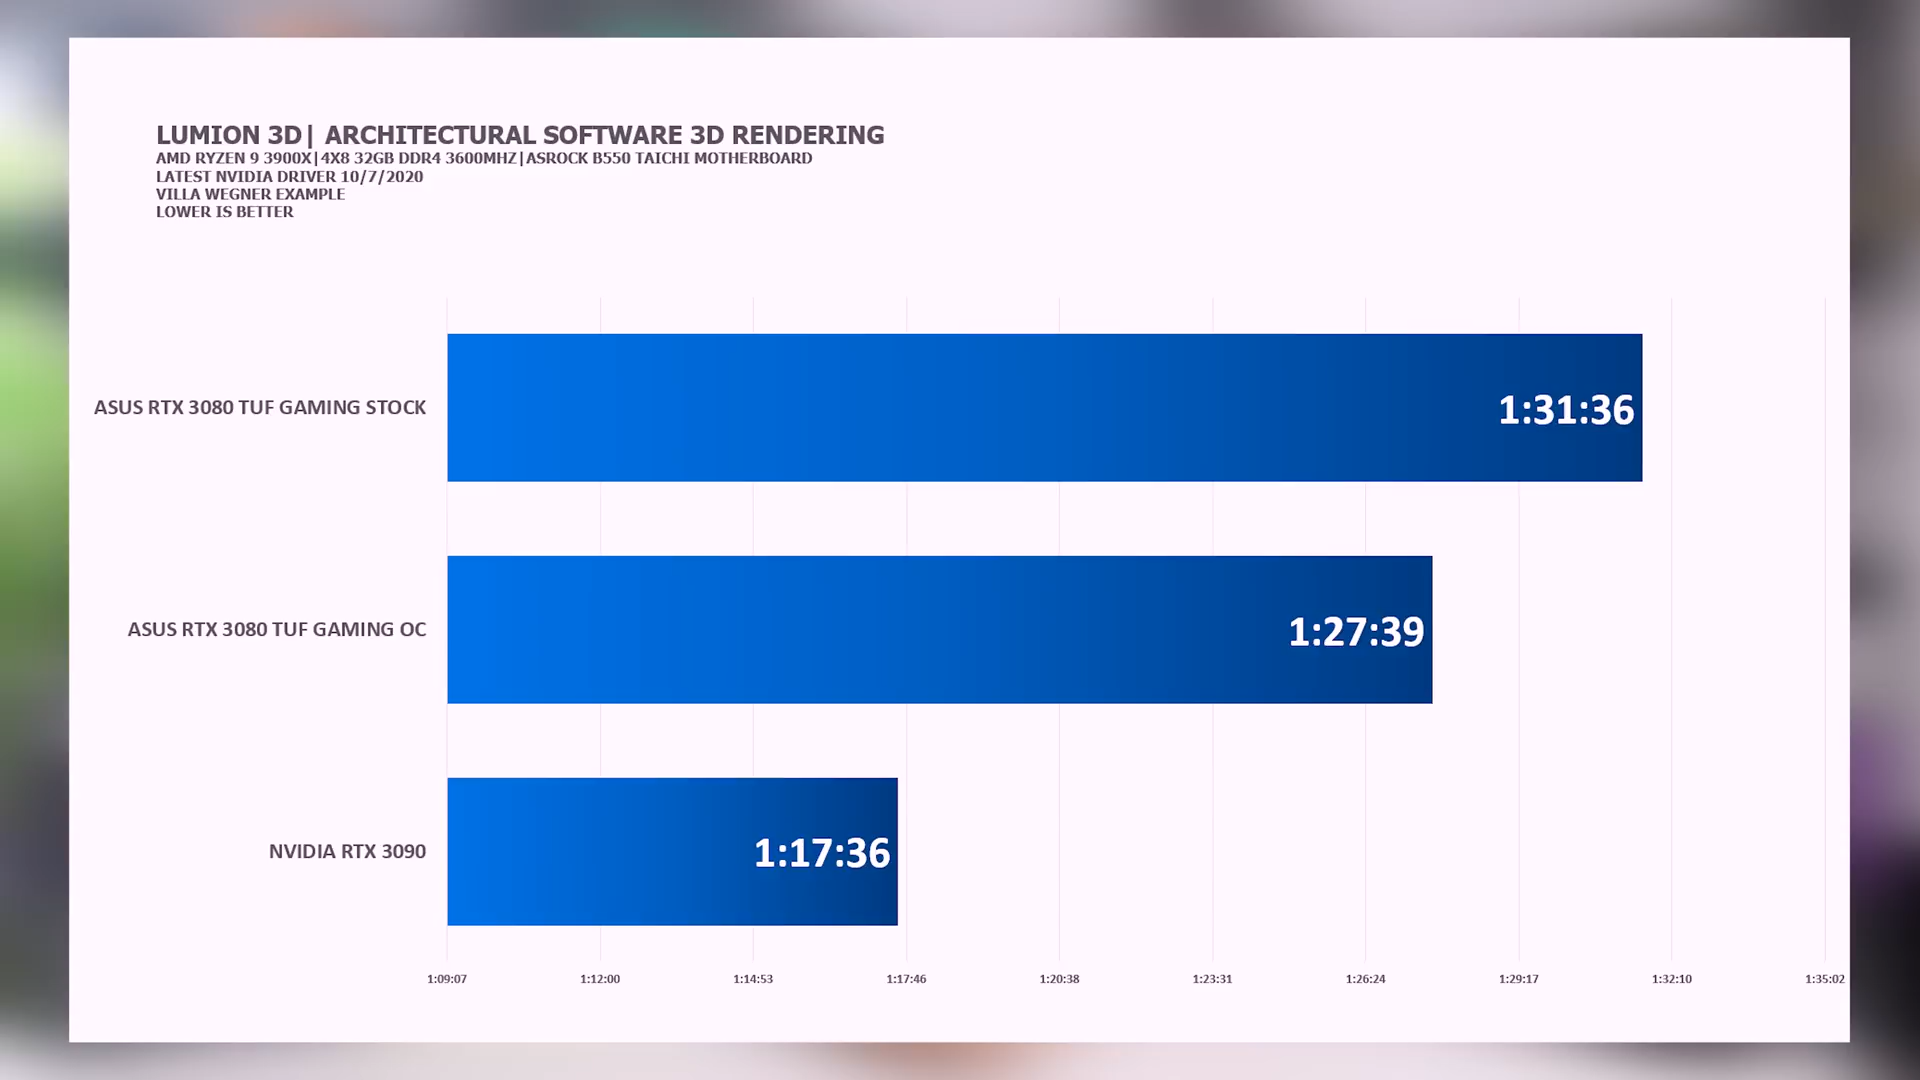 LUMION 3D| ARCHITECTURAL SOFTWARE 3D RENDERING
AMD RYZEN 9 3900X|4X8 32GB DDR4 3600MHZ|ASROCK B550 TAICHI MOTHERBOARD
LATEST NVIDIA DRIVER 10/7/2020
VILLA WEGNER EXAMPLE
LOWER IS BETTER
ASUS RTX 3080 TUF GAMING STOCK
1:31:36
ASUS RTX 3080 TUF GAMING OC
1:27:39
NVIDIA RTX 3090
1:17:36
1:09:07 1:12:00 1:14:53 1:17:46 1:20:38 1:23:31 1:26:24 1:29:17 1:32:10 1:35:02